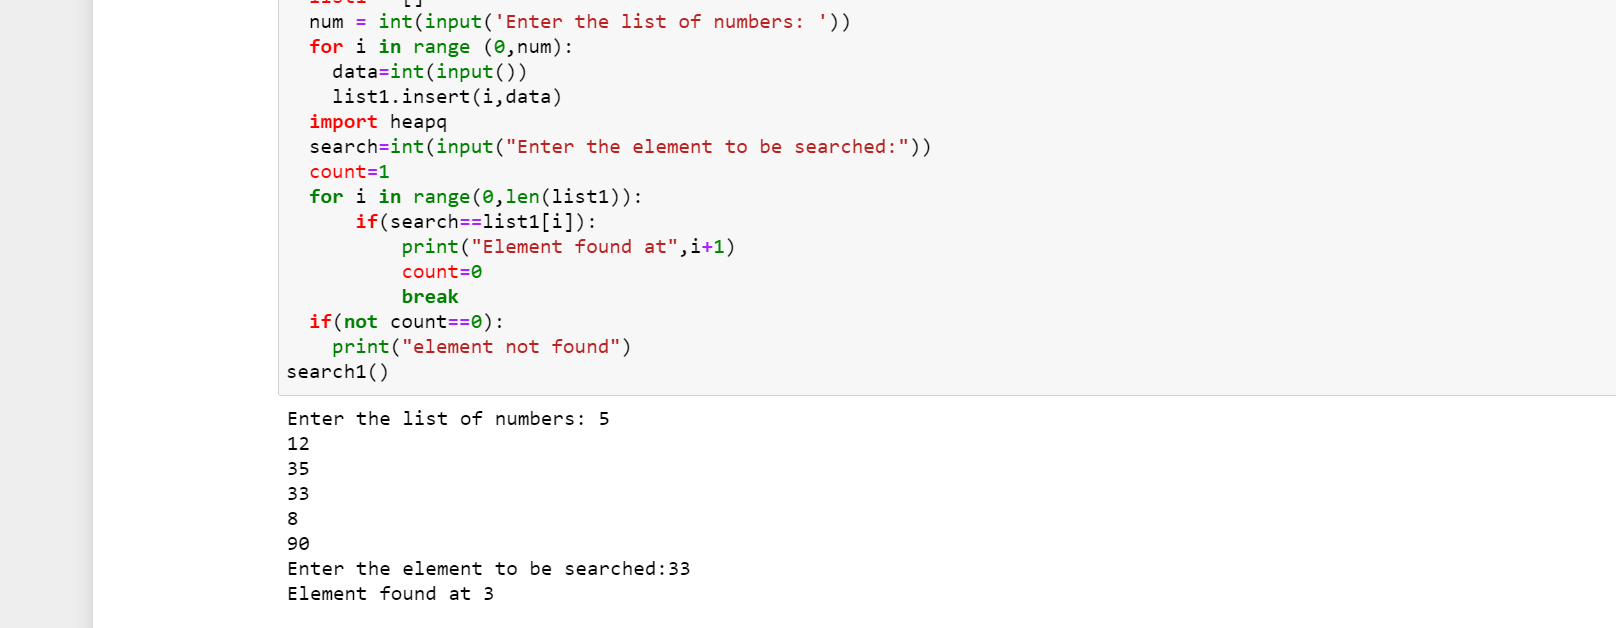 num = int(input('Enter the list of numbers: '))
for i in range (0,num):
data=int(input())
list1.insert(i,data)
import heapq
search=int(input("Enter the element to be searched:"))
count=1
for i in range(0,len(list1)):
if(search==list1[i]):
print("Element found at",i+1)
count=0
break
if(not count==0):
print("element not found")
search1()
Enter the list of numbers: 5
12
35
33
8
90
Enter the element to be searched:33
Element found at 3